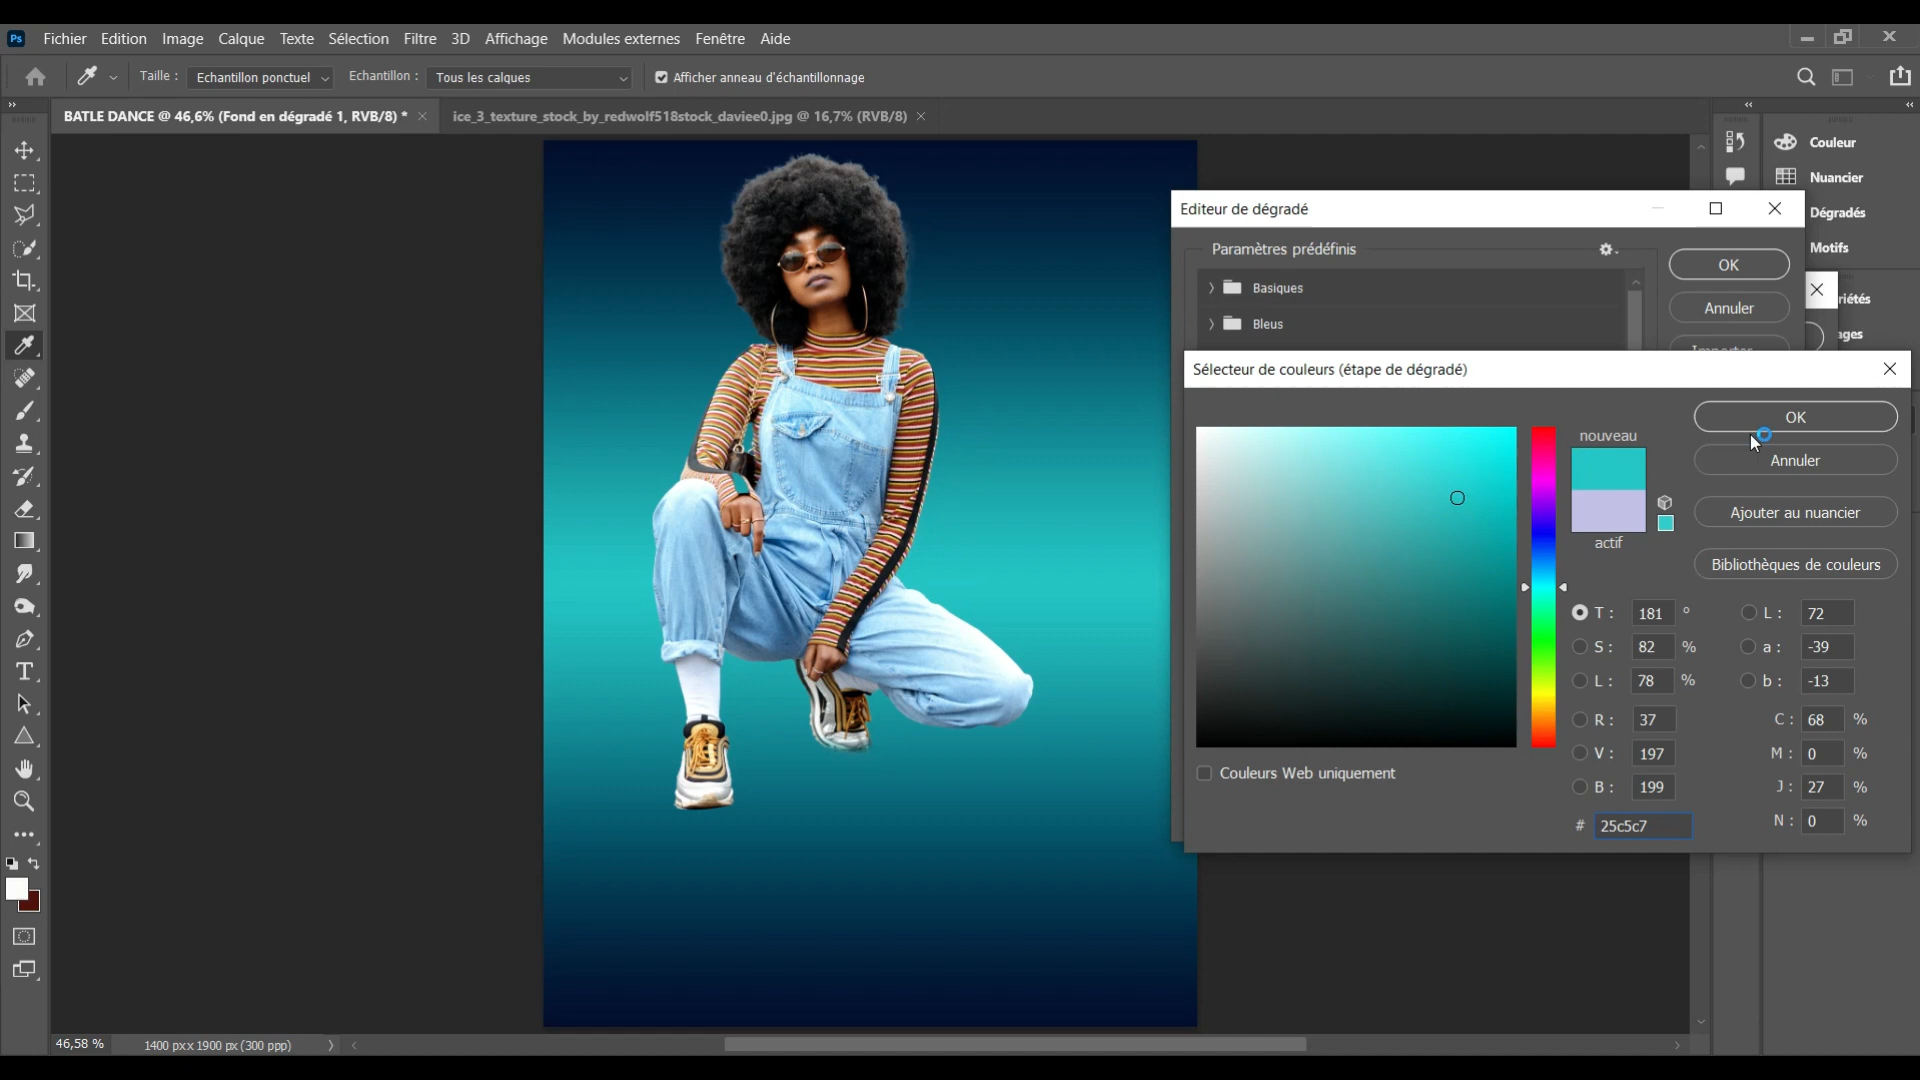 Ps Fichier Edition Image Calque Texte Sélection Filtre 3D Affichage Modules externes Fenêtre Aide
Taille : Echantillon ponctuel Echantillon : Tous les calques Afficher anneau d'échantillonnage
BATLE DANCE @ 46,6% (Fond en dégradé 1, RVB/8) * ice_3_texture_stock_by_redwolf518stock_daviee0.jpg @ 16,7% (RVB/8)
Couleur
Nuancier
Dégradés
Motifs
Editeur de dégradé
Paramètres prédéfinis
OK
Basiques
Annuler
Bleus
Sélecteur de couleurs (étape de dégradé)
OK
nouveau
Annuler
Ajouter au nuancier
actif
Bibliothèques de couleurs
T : 181 ° L : 72
S : 82 % a : -39
L : 78 % b : -13
R : 37 C : 68 %
V : 197 M : 0 %
Couleurs Web uniquement
B : 199 J : 27 %
# 25c5c7 N : 0 %
46,58 % 1400 px x 1900 px (300 ppp)